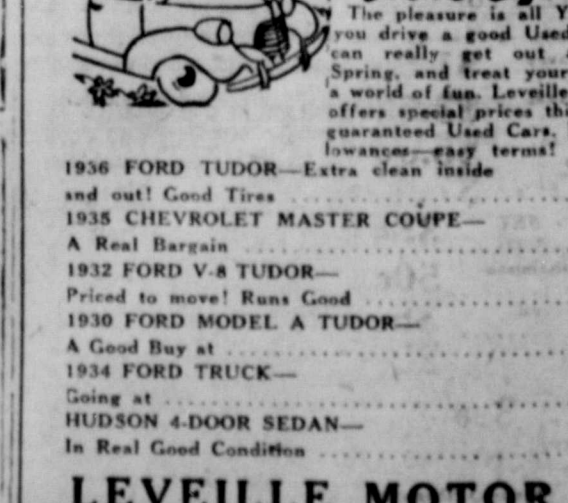 The pleasure is all Y
you drive a good Used
can really get out
Spring, and treat your
a world of fun. Leveille
offers special prices thi
guaranteed Used Cars.
lowances—easy terms!
1936 FORD TUDOR—Extra clean inside
and out! Good Tires
1935 CHEVROLET MASTER COUPE—
A Real Bargain
1932 FORD V-8 TUDOR—
Priced to move! Runs Good
1930 FORD MODEL A TUDOR—
A Good Buy at
1934 FORD TRUCK—
Going at
HUDSON 4-DOOR SEDAN—
In Real Good Condition
LEVEILLE MOTOR